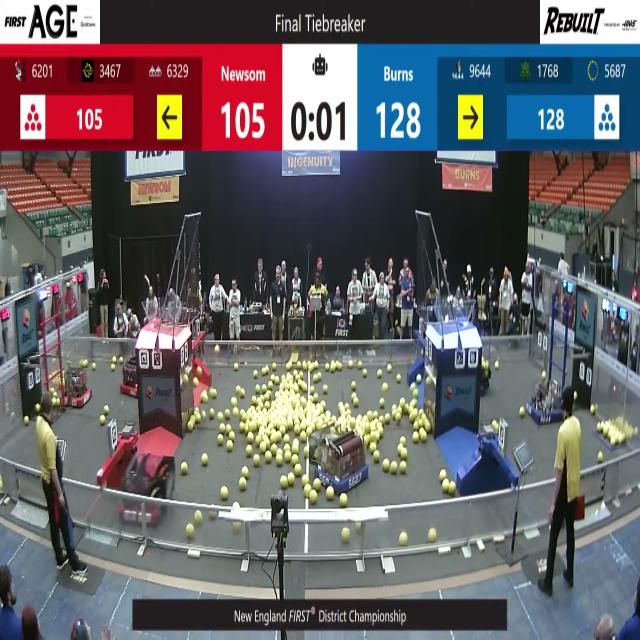 FIRST AGE
Final Tiebreaker
REBUILT
6201 3467 6329 Newsom Burns 9644 1768 5687
105 105 0:01 128 128
INGENUITY
BURNS
FIRST
New England FIRST® District Championship